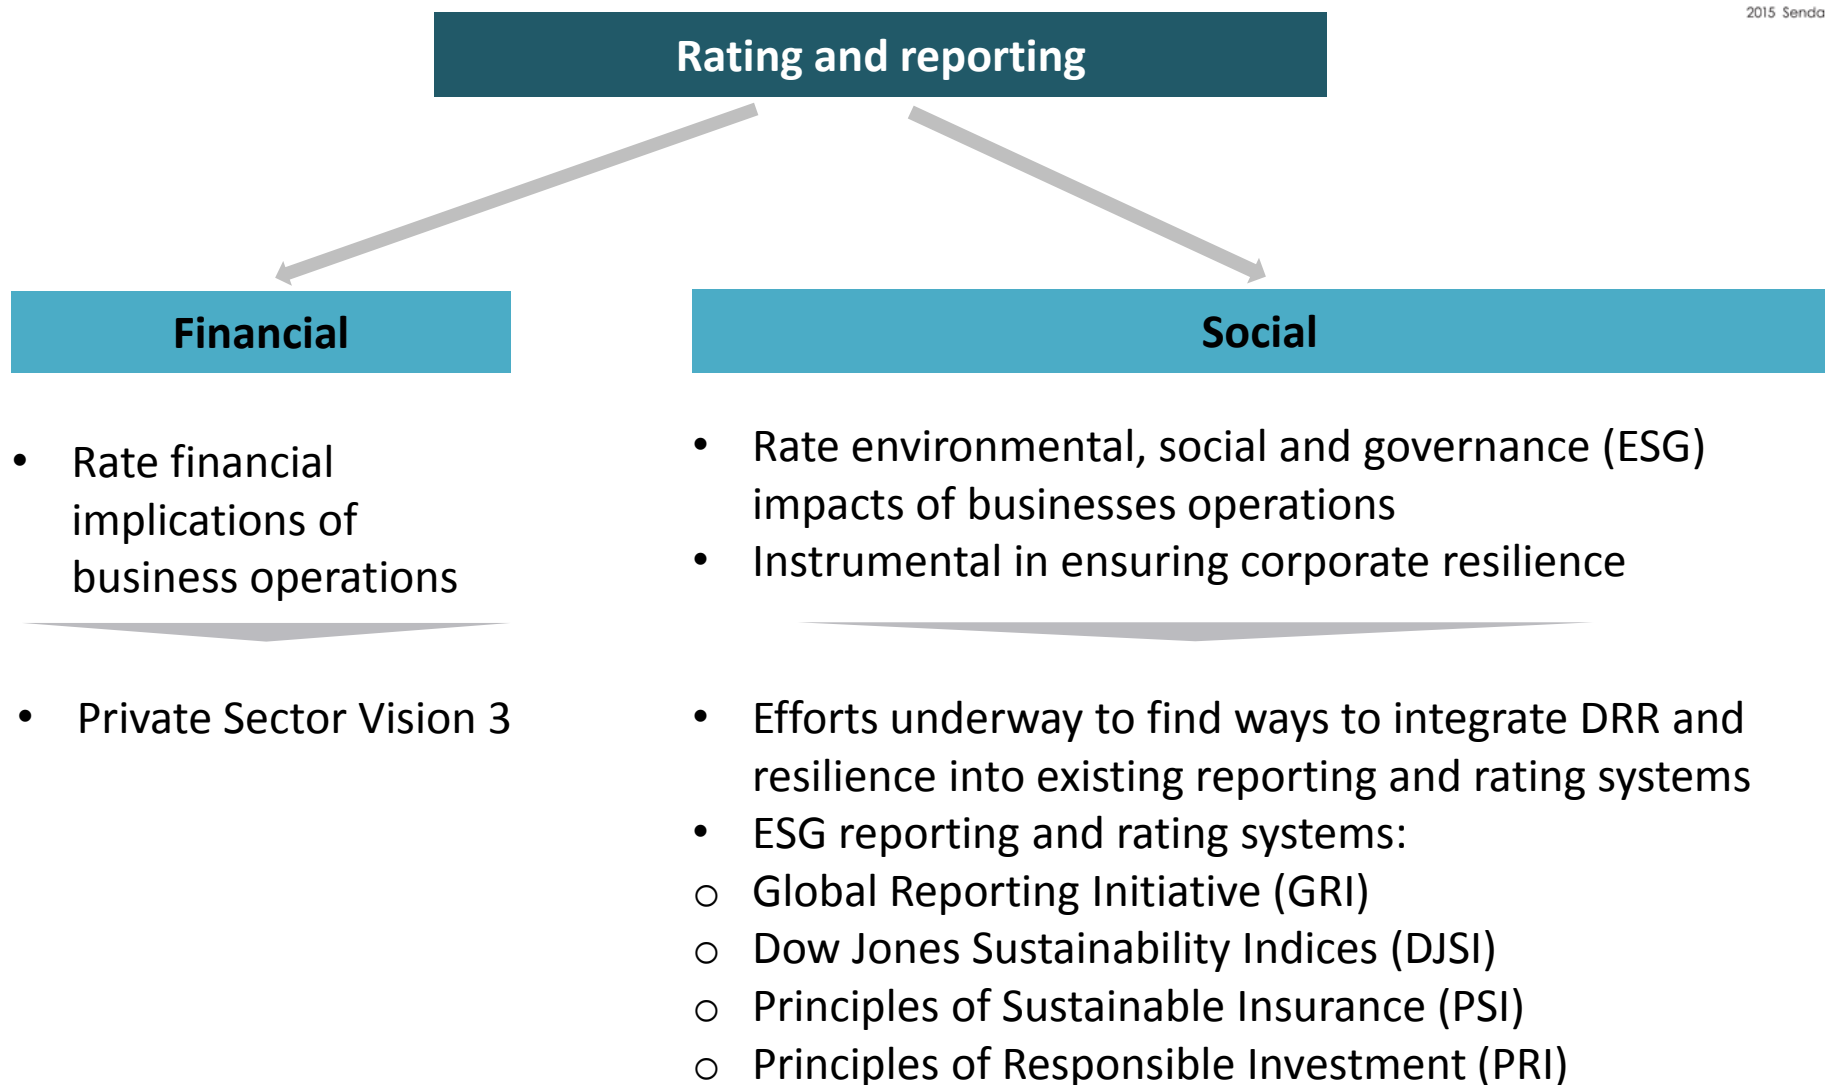 2015 Senda
Rating and reporting
Financial
Social
• Rate financial
implications of
business operations
• Private Sector Vision 3
• Rate environmental, social and governance (ESG)
impacts of businesses operations
• Instrumental in ensuring corporate resilience
• Efforts underway to find ways to integrate DRR and
resilience into existing reporting and rating systems
• ESG reporting and rating systems:
o Global Reporting Initiative (GRI)
o Dow Jones Sustainability Indices (DJSI)
o Principles of Sustainable Insurance (PSI)
o Principles of Responsible Investment (PRI)